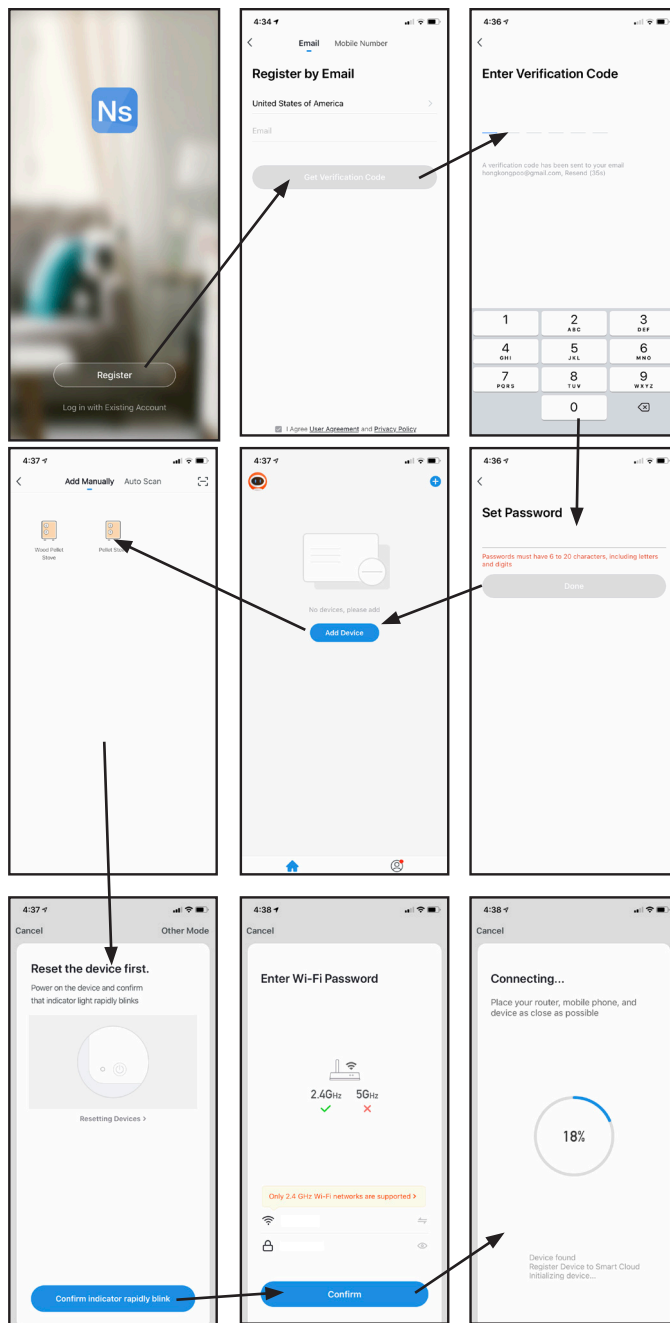 Ns
Register
Log in with Existing Account
4:34
Email Mobile Number
Register by Email
United States of America
Email
Get Verification Code
I Agree User Agreement and Privacy Policy
4:36
Enter Verification Code
A verification code has been sent to your email
hongkongpoo@gmail.com, Resend (36s)
1 2 3
ABC DEF
4 5 6
GHI JKL MNO
7 8 9
PQRS TUV WXYZ
0
4:37
Add Manually Auto Scan
Wood Pellet
Stove
Pellet Stove
4:37
No devices, please add
Add Device
4:36
Set Password
Passwords must have 6 to 20 characters, including letters
and digits
Done
4:37
Cancel Other Mode
Reset the device first.
Power on the device and confirm
that indicator light rapidly blinks
Resetting Devices >
Confirm indicator rapidly blink
4:38
Cancel
Enter Wi-Fi Password
2.4GHz 5GHz
Only 2.4 GHz Wi-Fi networks are supported >
Confirm
4:38
Cancel
Connecting...
Place your router, mobile phone, and
device as close as possible
18%
Device found
Register Device to Smart Cloud
Initializing device...